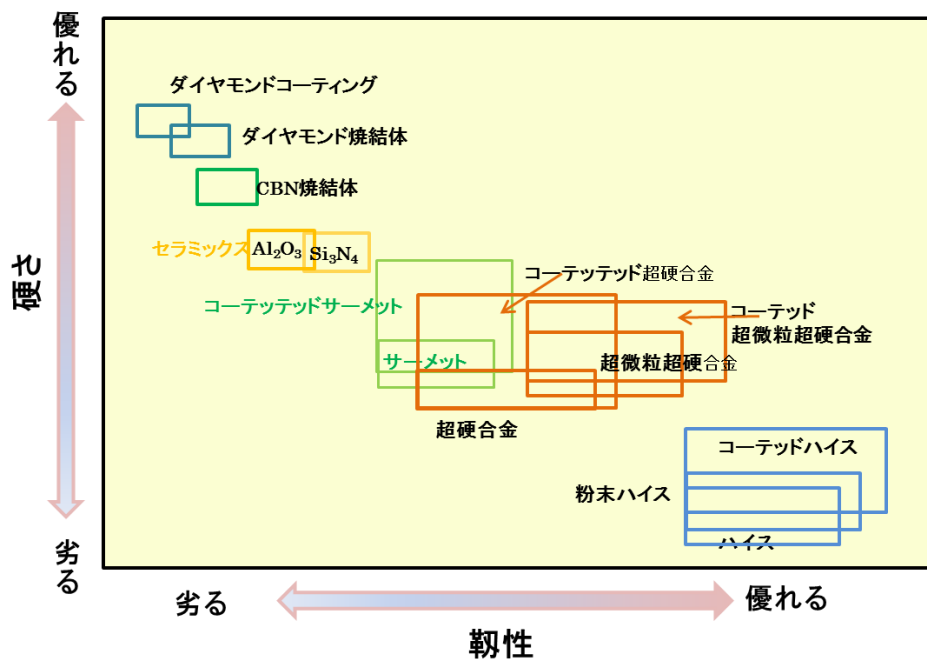 優れる
硬さ
劣る
ダイヤモンドコーティング
ダイヤモンド焼結体
CBN焼結体
セラミックス
Al₂O₃
Si₃N₄
コーテッテッド超硬合金
コーテッテッドサーメット
コーテッド
超微粒超硬合金
サーメット
超微粒超硬合金
超硬合金
コーテッドハイス
粉末ハイス
ハイス
劣る
優れる
靱性